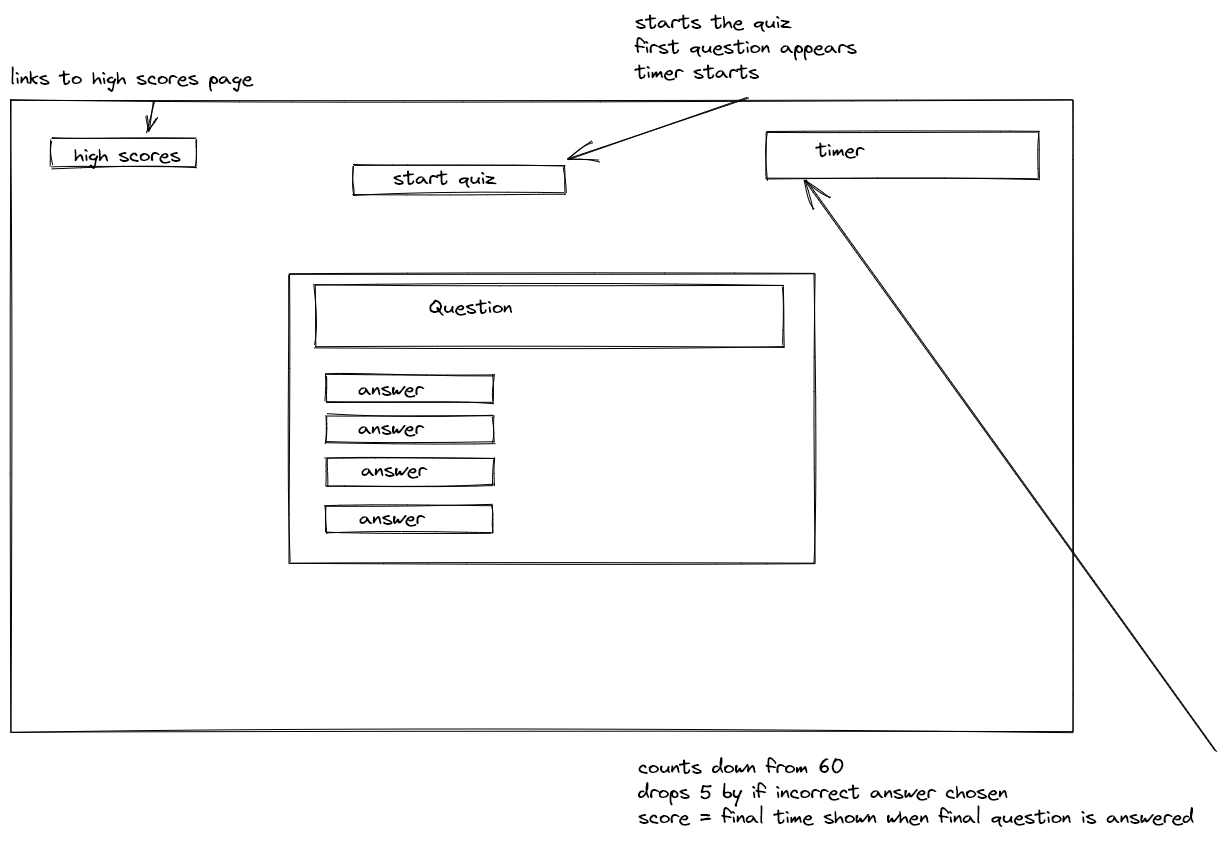 starts the quiz
first question appears
timer starts
links to high scores page
high scores
start quiz
timer
Question
answer
answer
answer
answer
counts down from 60
drops 5 by if incorrect answer chosen
score = final time shown when final question is answered